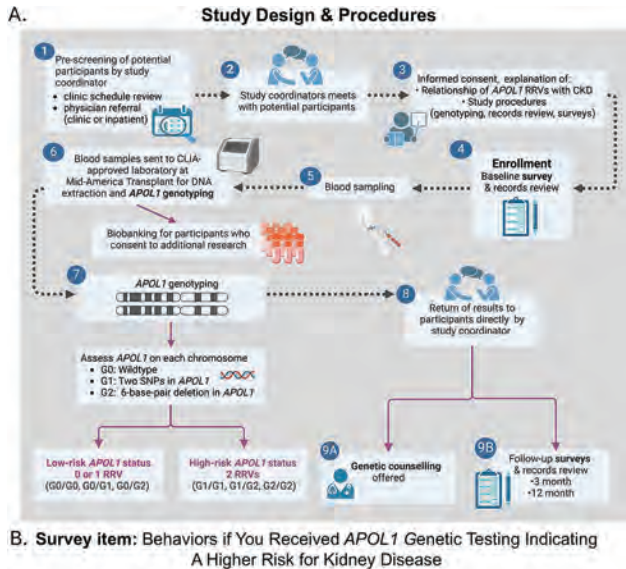 A. Study Design & Procedures
1
Pre-screening of potential
participants by study
coordinator
• clinic schedule review
• physician referral
(clinic or inpatient)
2
Study coordinators meets
with potential participants
3
Informed consent, explanation of:
• Relationship of APOL1 RRVs with CKD
• Study procedures
(genotyping, records review, surveys)
4
Enrollment
Baseline survey
& records review
5
Blood sampling
6
Blood samples sent to CLIA-
approved laboratory at
Mid-America Transplant for DNA
extraction and APOL1 genotyping
Biobanking for participants who
consent to additional research
7
APOL1 genotyping
8
Return of results to
participants directly by
study coordinator
Assess APOL1 on each chromosome
• G0: Wildtype
• G1: Two SNPs in APOL1
• G2: 6-base-pair deletion in APOL1
Low-risk APOL1 status
0 or 1 RRV
(G0/G0, G0/G1, G0/G2)
High-risk APOL1 status
2 RRVs
(G1/G1, G1/G2, G2/G2)
9A
Genetic counselling
offered
9B
Follow-up surveys
& records review
•3 month
•12 month
B. Survey item: Behaviors if You Received APOL1 Genetic Testing Indicating
A Higher Risk for Kidney Disease